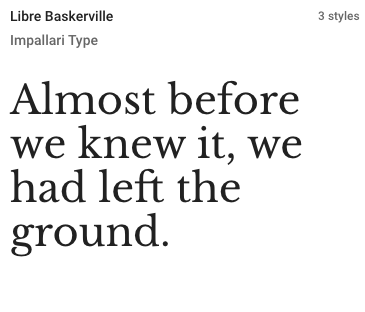 Libre Baskerville
3 styles
Impallari Type
Almost before
we knew it, we
had left the
ground.